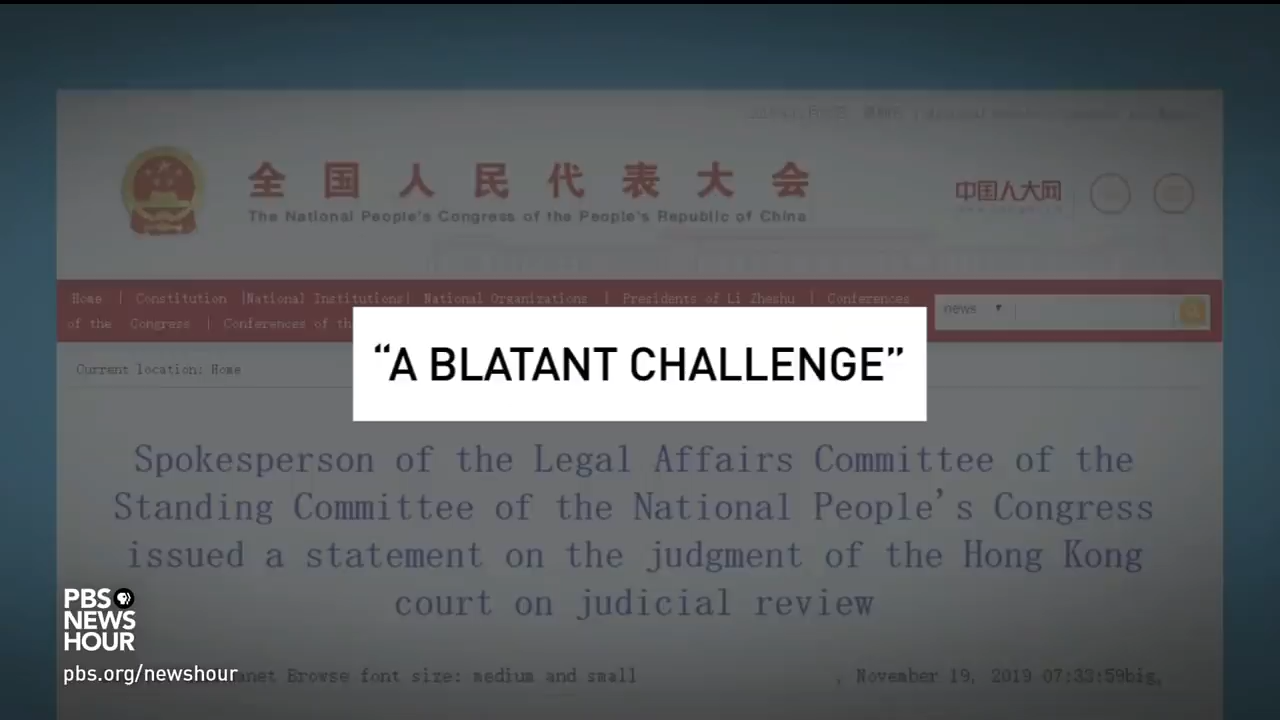 全国人民代表大会
The National People's Congress of the People's Republic of China
中国人大网
Home | Constitution |National Institutions| National Organizations | Presidents of Li Zheshu | Conferences
of the Congress | Conferences of th
news
Current location: Home
“A BLATANT CHALLENGE”
Spokesperson of the Legal Affairs Committee of the
Standing Committee of the National People's Congress
issued a statement on the judgment of the Hong Kong
court on judicial review
PBS
NEWS
HOUR
pbs.org/newshour
anet Browse font size: medium and small
, November 19, 2019 07:33:59big,